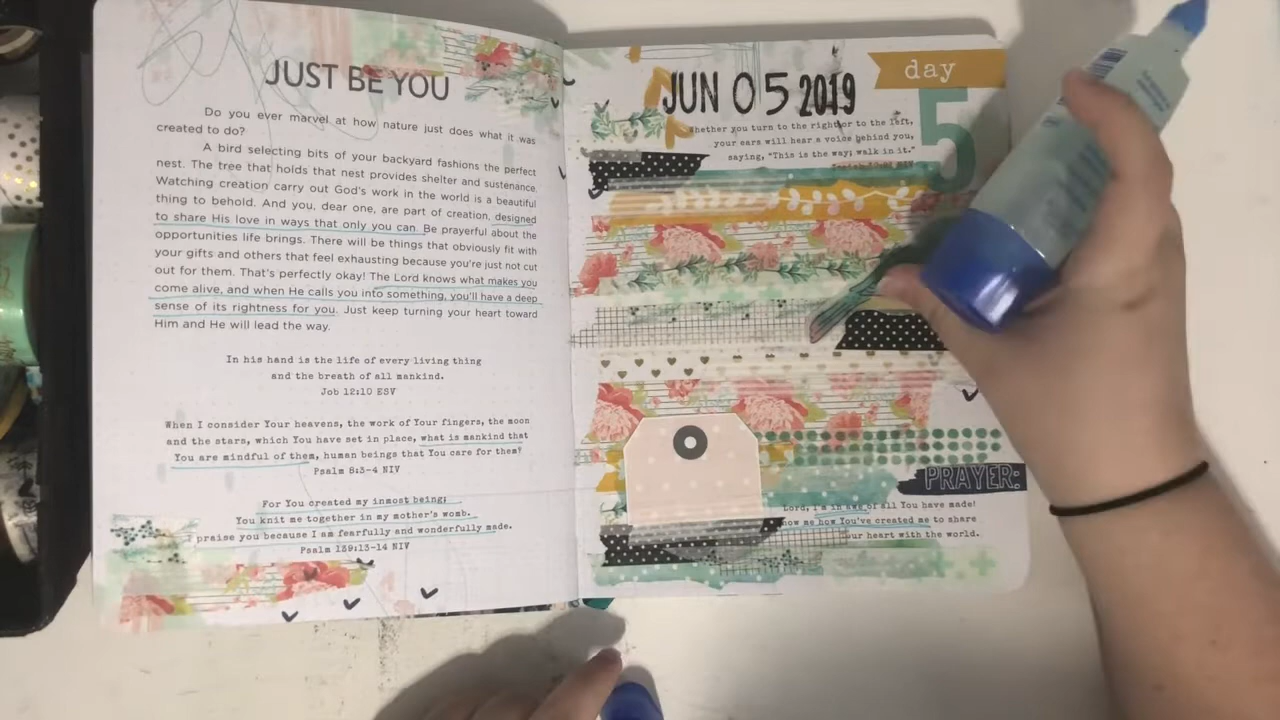 JUST BE YOU
Do you ever marvel at how nature just does what it was
created to do?
A bird selecting bits of your backyard fashions the perfect
nest. The tree that holds that nest provides shelter and sustenance.
Watching creation carry out God's work in the world is a beautiful
thing to behold. And you, dear one, are part of creation, designed
to share His love in ways that only you can. Be prayerful about the
opportunities life brings. There will be things that obviously fit with
your gifts and others that feel exhausting because you're just not cut
out for them. That's perfectly okay! The Lord knows what makes you
come alive, and when He calls you into something, you'll have a deep
sense of its rightness for you. Just keep turning your heart toward
Him and He will lead the way.
In his hand is the life of every living thing
and the breath of all mankind.
Job 12:10 ESV
When I consider Your heavens, the work of Your fingers, the moon
and the stars, which You have set in place, what is mankind that
You are mindful of them, human beings that You care for them?
Psalm 8:3-4 NIV
For You created my inmost being;
You knit me together in my mother's womb.
praise you because I am fearfully and wonderfully made.
Psalm 139:13-14 NIV
JUN 05 2019
day
5
Whether you turn to the right or to the left,
your ears will hear a voice behind you,
saying, "This is the way; walk in it."
PRAYER:
Lord, I'm in awe of all You have made!
how me how You've created me to share
our heart with the world.